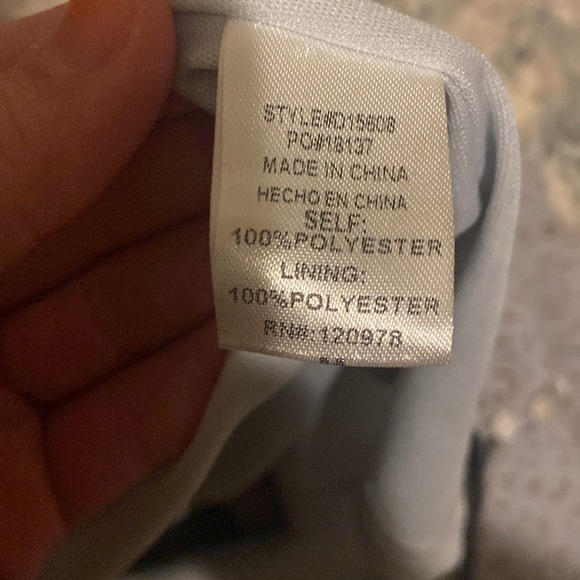 STYLE#D15608
PO#18137
MADE IN CHINA
HECHO EN CHINA
SELF:
100%POLYESTER
LINING:
100%POLYESTER
RN#:120978